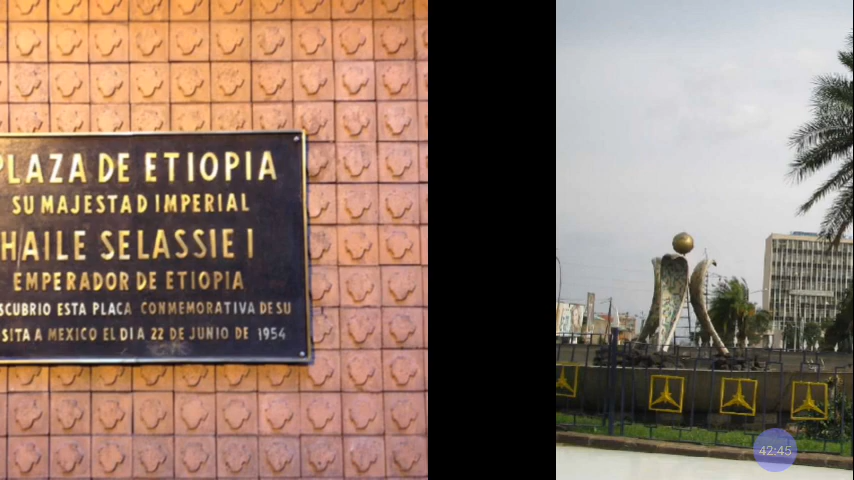 PLAZA DE ETIOPIA
SU MAJESTAD IMPERIAL
HAILE SELASSIE I
EMPERADOR DE ETIOPIA
SCUBRIO ESTA PLACA CONMEMORATIVA DE SU
SITA A MEXICO EL DIA 22 DE JUNIO DE 1954
42:45